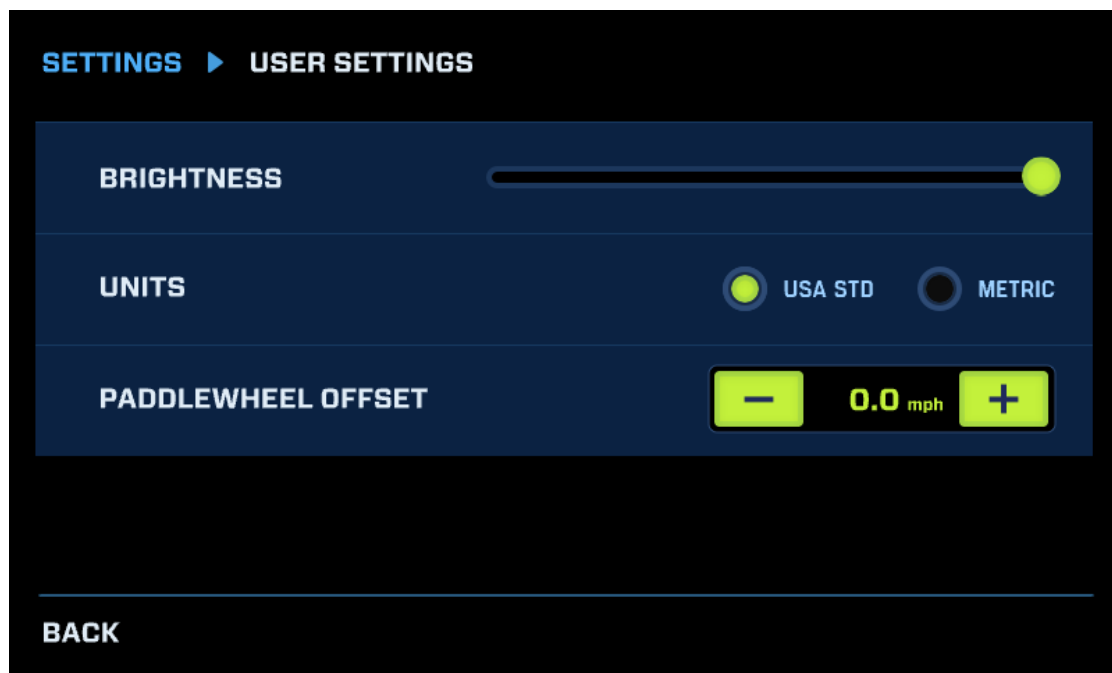 SETTINGS ▶ USER SETTINGS
BRIGHTNESS
UNITS USA STD METRIC
PADDLEWHEEL OFFSET − 0.0 mph +
BACK